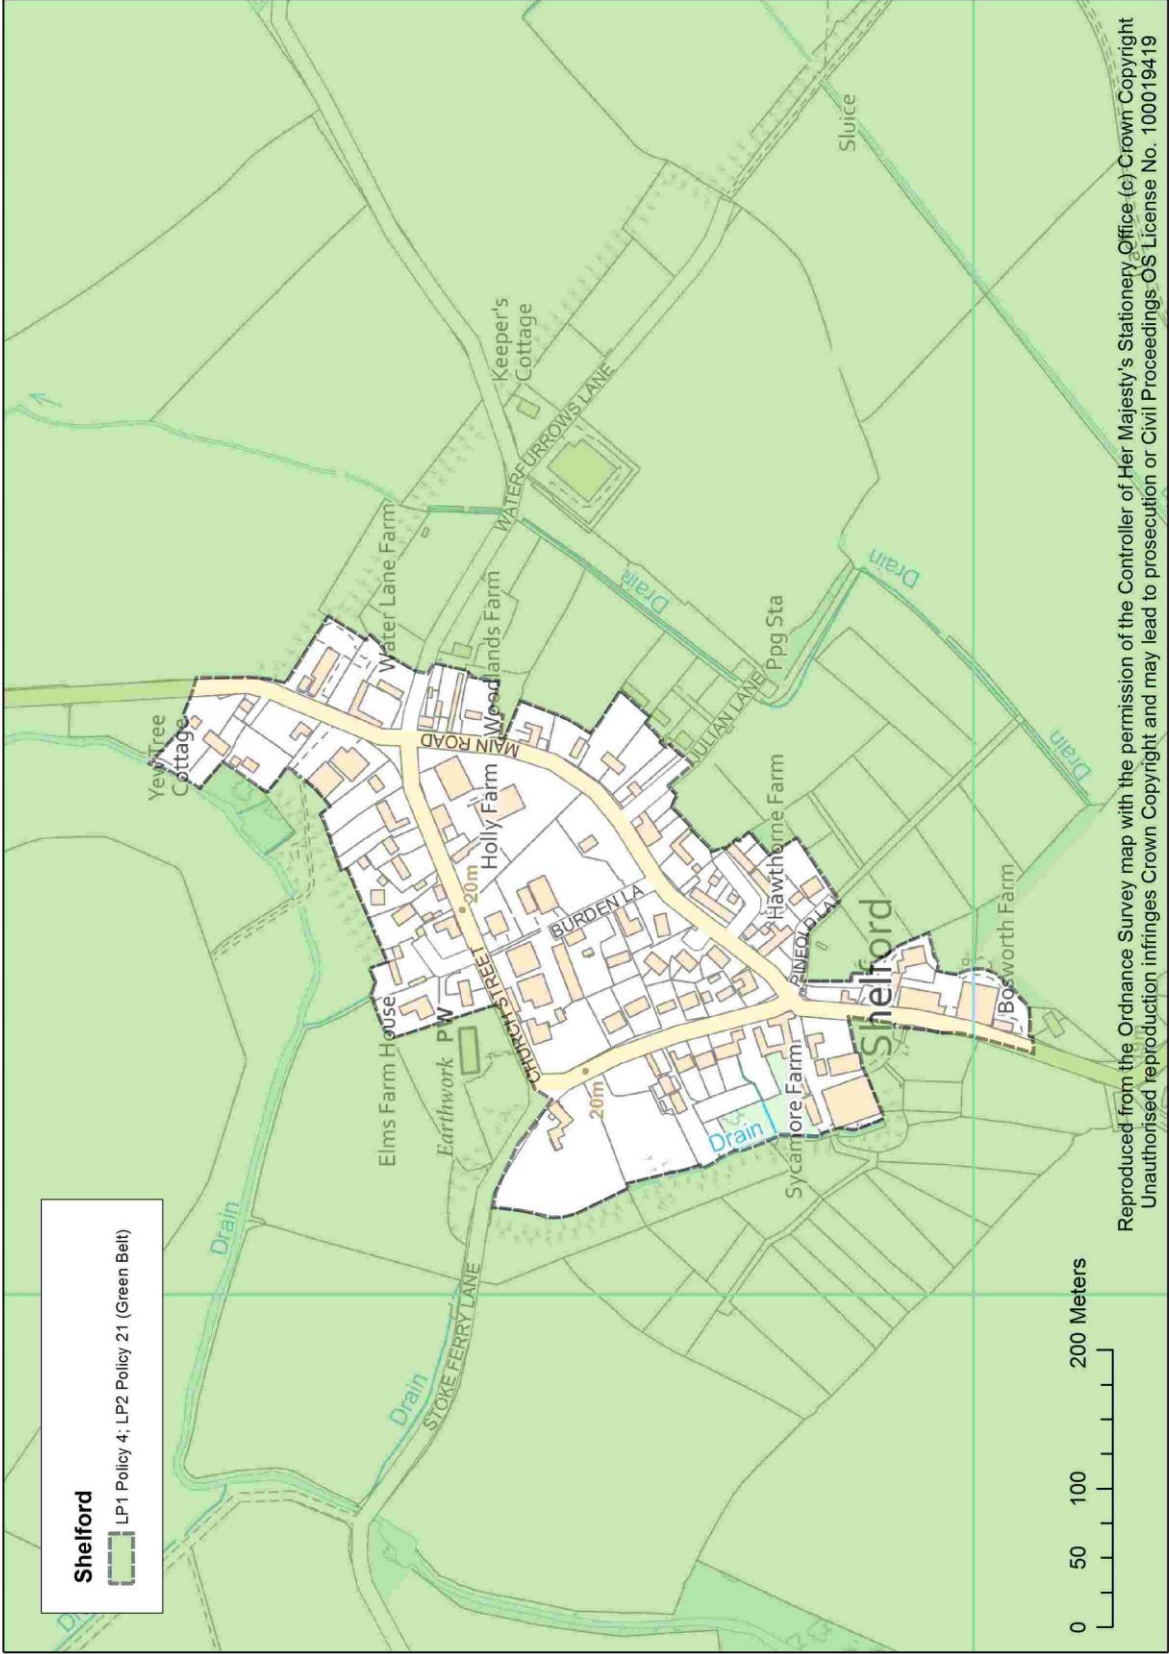 Shelford
LP1 Policy 4; LP2 Policy 21 (Green Belt)
Drain
Drain
Drain
STOKE FERRY LANE
Elms Farm House
Earthwork
PW
CHURCH STREET
20m
20m
Yew Tree
Cottage
Water Lane Farm
Woodlands Farm
Holly Farm
MAIN ROAD
BURDEN LA
WATERFURROWS LANE
Keeper's
Cottage
Sluice
Drain
Drain
Drain
JULIAN LANE
Ppg Sta
Hawthorne Farm
PINFOLD LA
Shelford
Bosworth Farm
Sycamore Farm
Drain
0 50 100 200 Meters
Reproduced from the Ordnance Survey map with the permission of the Controller of Her Majesty's Stationery Office (c) Crown Copyright
Unauthorised reproduction infringes Crown Copyright and may lead to prosecution or Civil Proceedings OS License No. 100019419